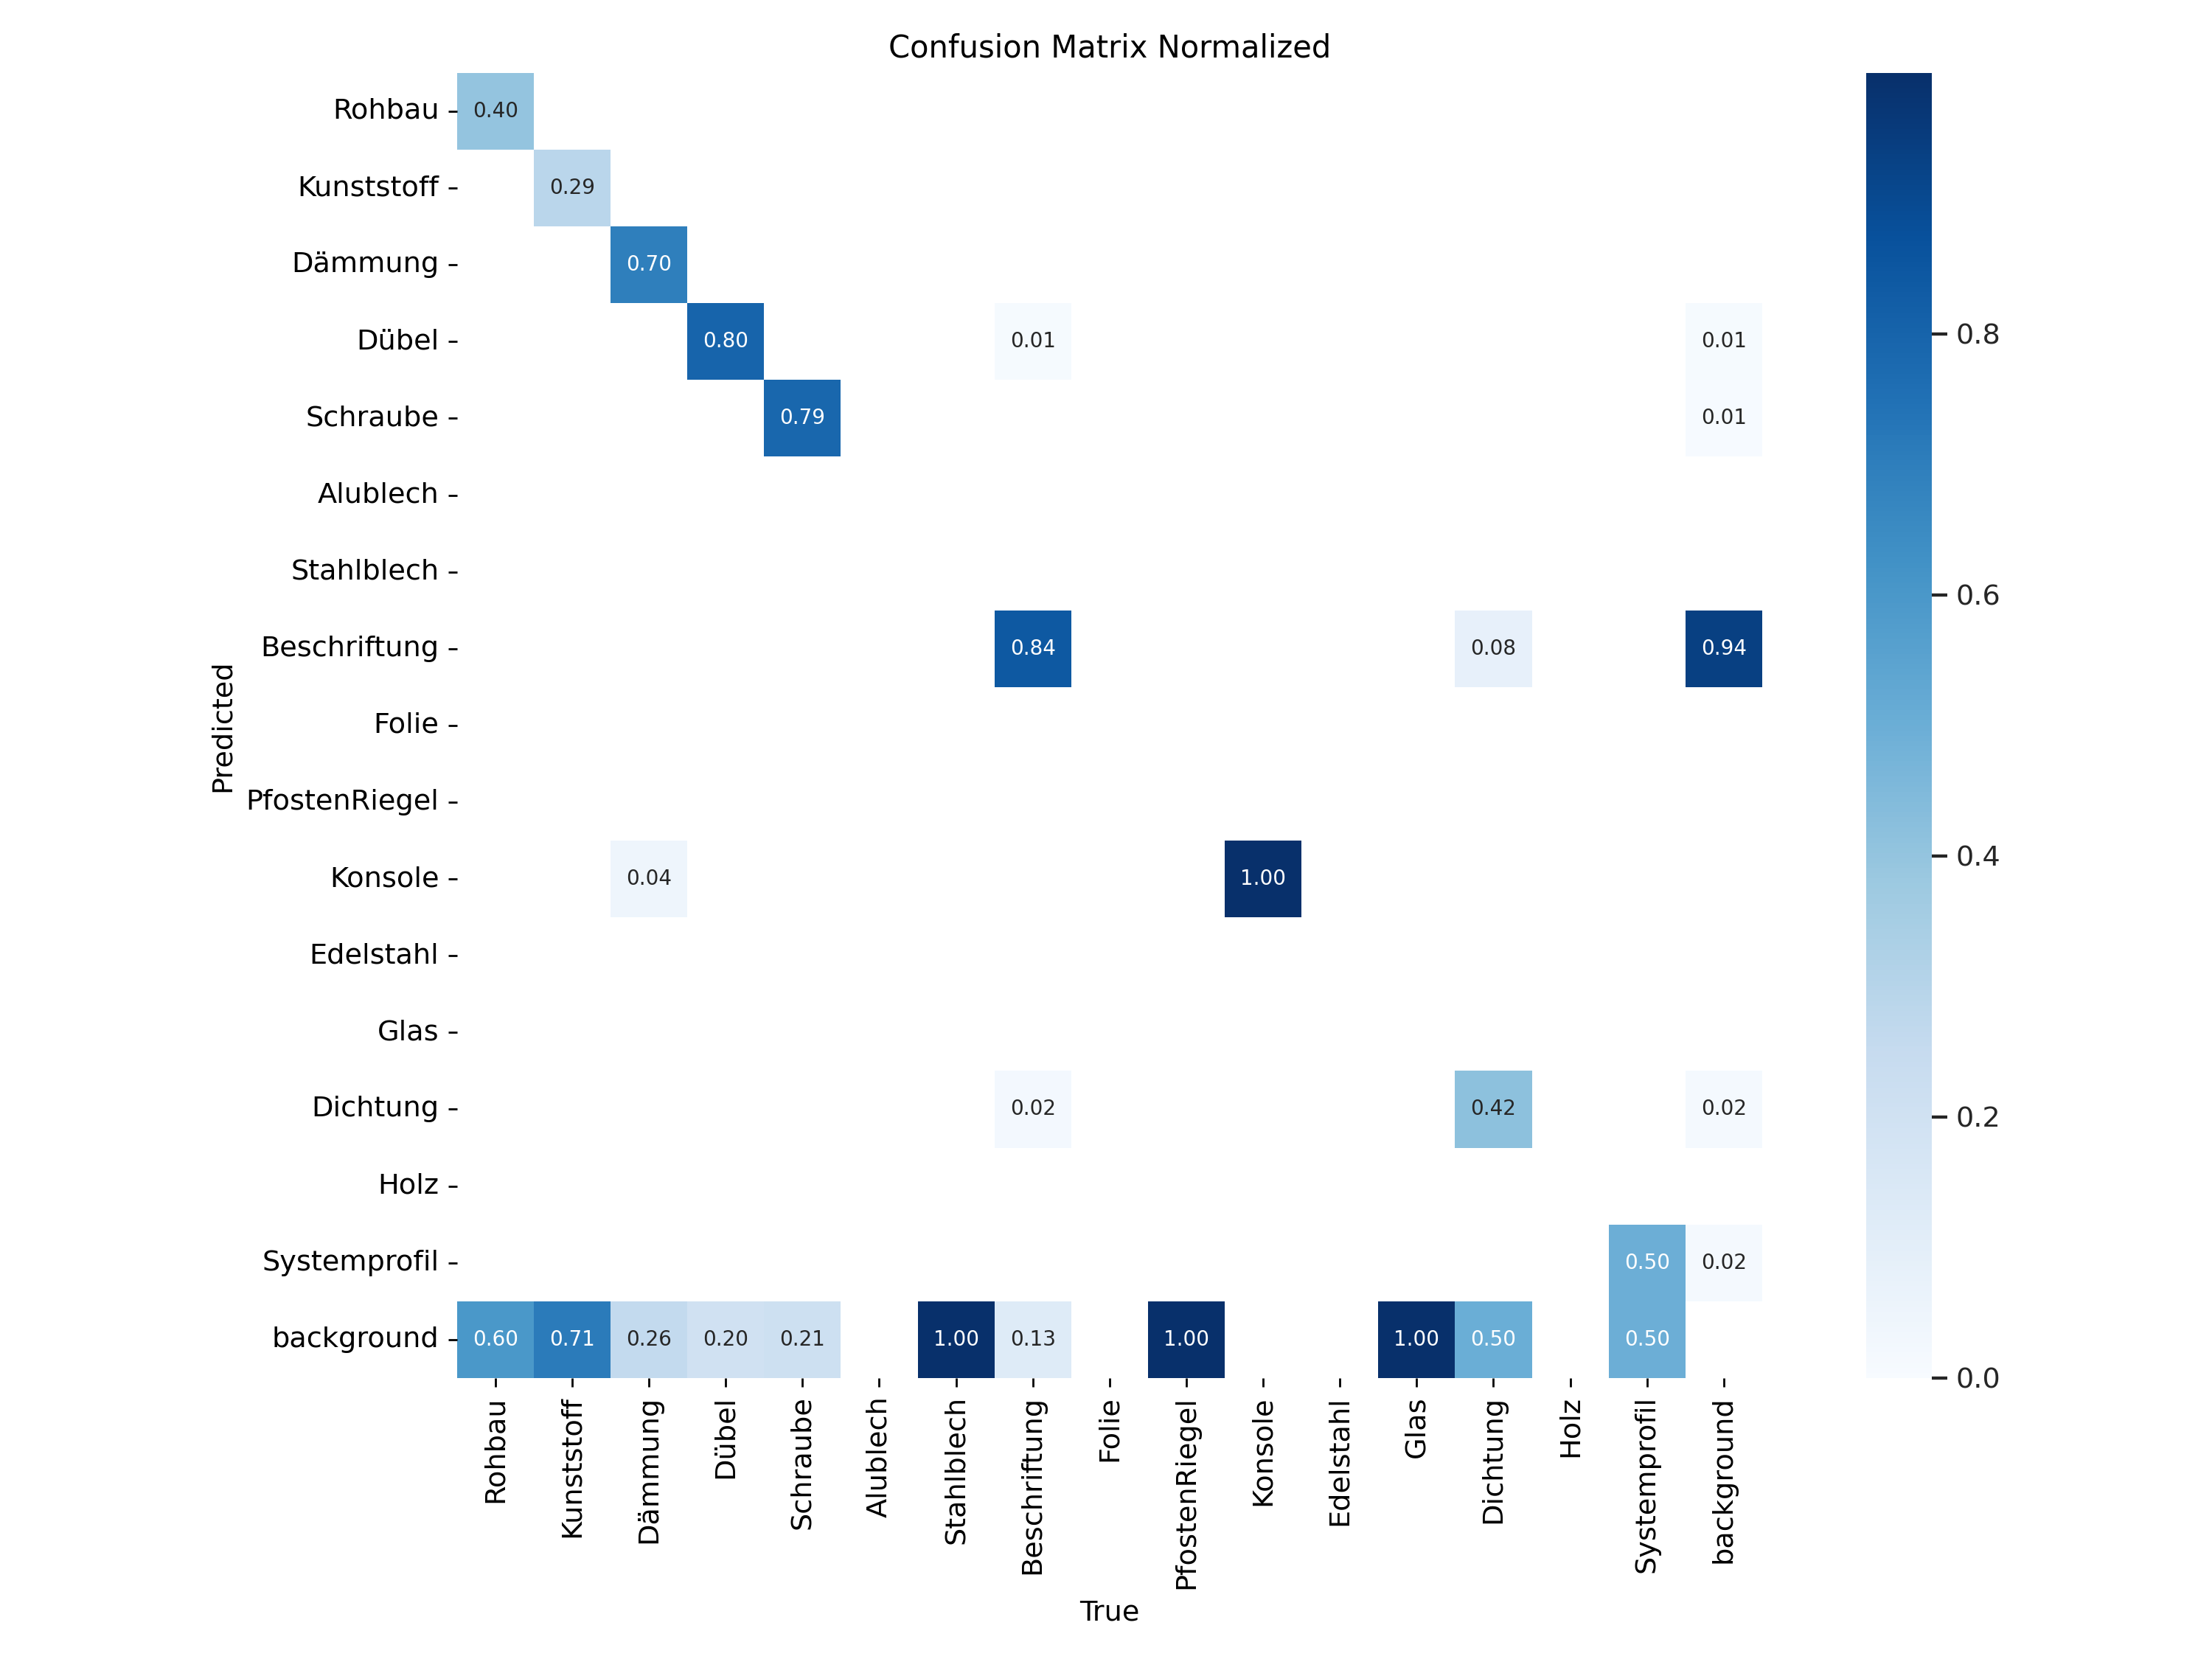 Confusion Matrix Normalized
Rohbau 0.40
Kunststoff 0.29
Dämmung 0.70
Dübel 0.80 0.01 0.01
Schraube 0.79 0.01
Alublech
Stahlblech
Beschriftung 0.84 0.08 0.94
Folie
PfostenRiegel
Konsole 0.04 1.00
Edelstahl
Glas
Dichtung 0.02 0.42 0.02
Holz
Systemprofil 0.50 0.02
background 0.60 0.71 0.26 0.20 0.21 1.00 0.13 1.00 1.00 0.50 0.50
Predicted
Rohbau
Kunststoff
Dämmung
Dübel
Schraube
Alublech
Stahlblech
Beschriftung
Folie
PfostenRiegel
Konsole
Edelstahl
Glas
Dichtung
Holz
Systemprofil
background
True
0.8
0.6
0.4
0.2
0.0